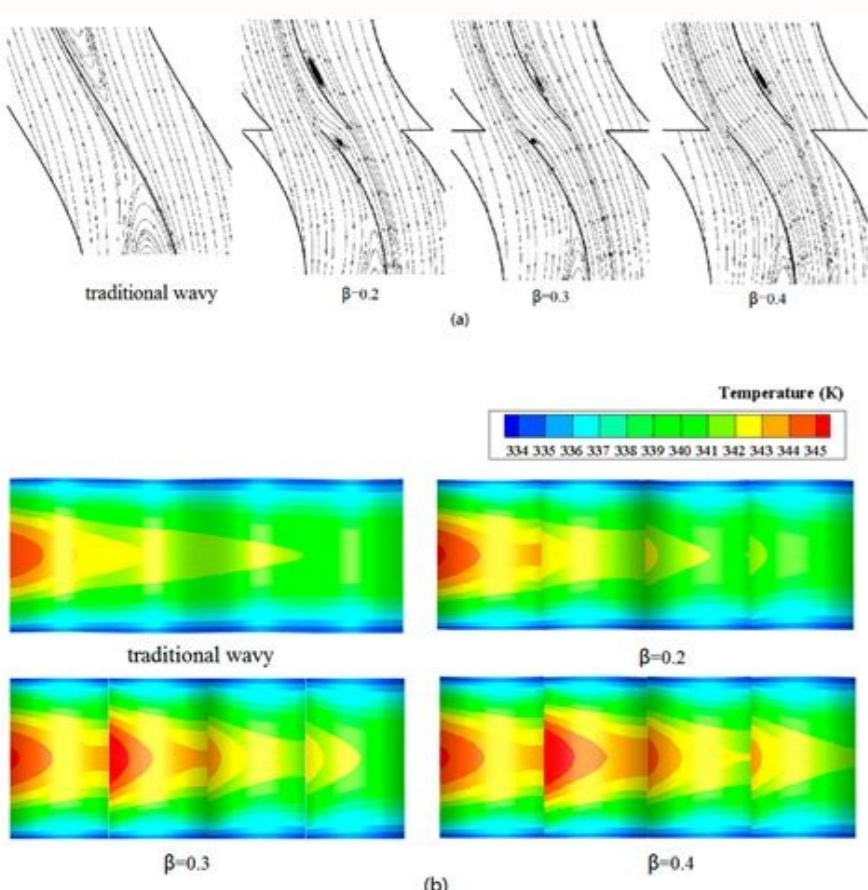 traditional wavy
β=0.2
β=0.3
β=0.4
(a)
Temperature (K)
334 335 336 337 338 339 340 341 342 343 344 345
traditional wavy
β=0.2
β=0.3
β=0.4
(b)